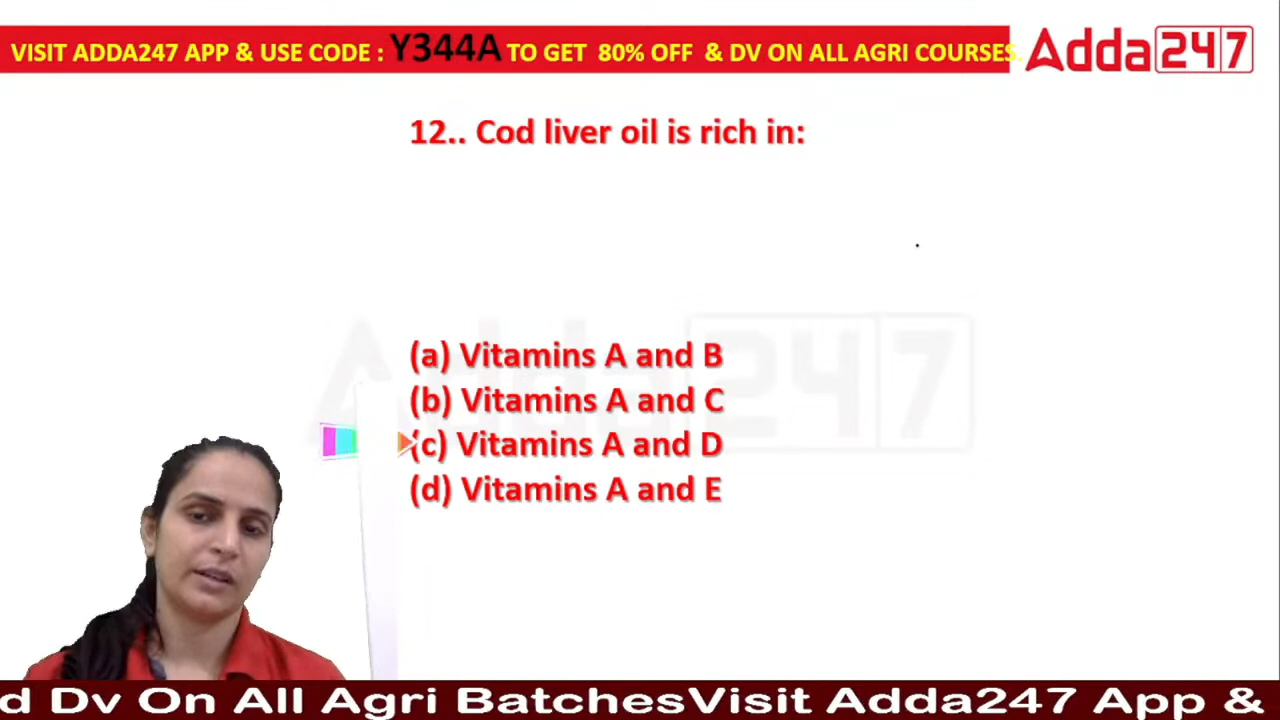 VISIT ADDA247 APP & USE CODE : Y344A TO GET 80% OFF & DV ON ALL AGRI COURSES.
Adda247
12.. Cod liver oil is rich in:
Adda247
(a) Vitamins A and B
(b) Vitamins A and C
(c) Vitamins A and D
(d) Vitamins A and E
d Dv On All Agri BatchesVisit Adda247 App &